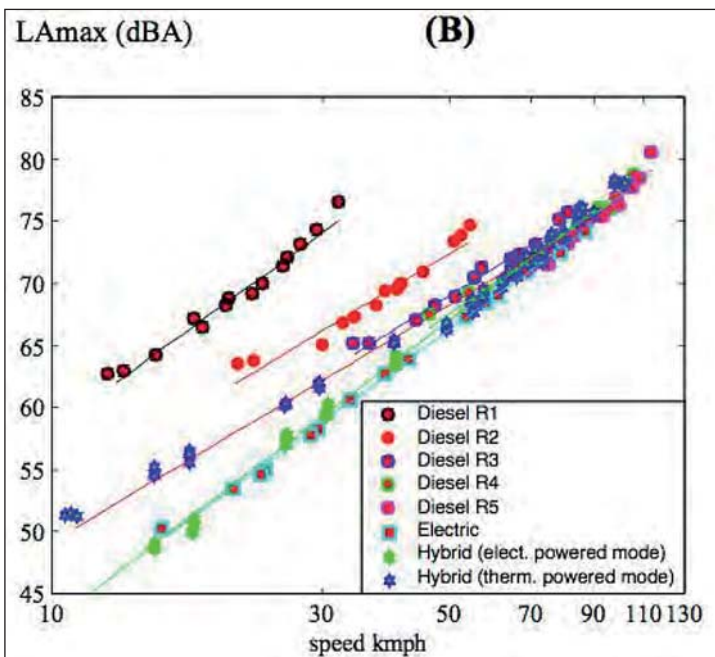 LAmax (dBA)
(B)
85
80
75
70
65
60
55
50
45
Diesel R1
Diesel R2
Diesel R3
Diesel R4
Diesel R5
Electric
Hybrid (elect. powered mode)
Hybrid (therm. powered mode)
10 30 50 70 90 110 130
speed kmph